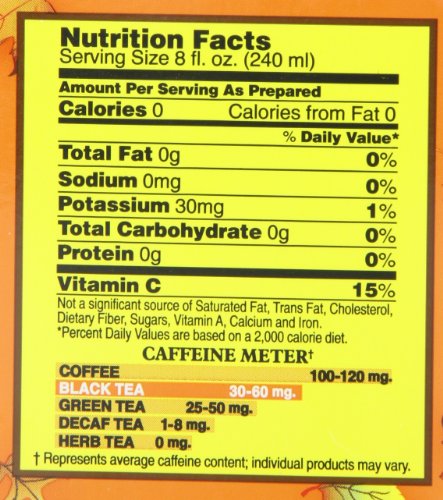 Nutrition Facts
Serving Size 8 fl. oz. (240 ml)
Amount Per Serving As Prepared
Calories 0 Calories from Fat 0
% Daily Value*
Total Fat 0g 0%
Sodium 0mg 0%
Potassium 30mg 1%
Total Carbohydrate 0g 0%
Protein 0g 0%
Vitamin C 15%
Not a significant source of Saturated Fat, Trans Fat, Cholesterol,
Dietary Fiber, Sugars, Vitamin A, Calcium and Iron.
*Percent Daily Values are based on a 2,000 calorie diet.
CAFFEINE METER†
COFFEE 100-120 mg.
BLACK TEA 30-60 mg.
GREEN TEA 25-50 mg.
DECAF TEA 1-8 mg.
HERB TEA 0 mg.
† Represents average caffeine content; individual products may vary.